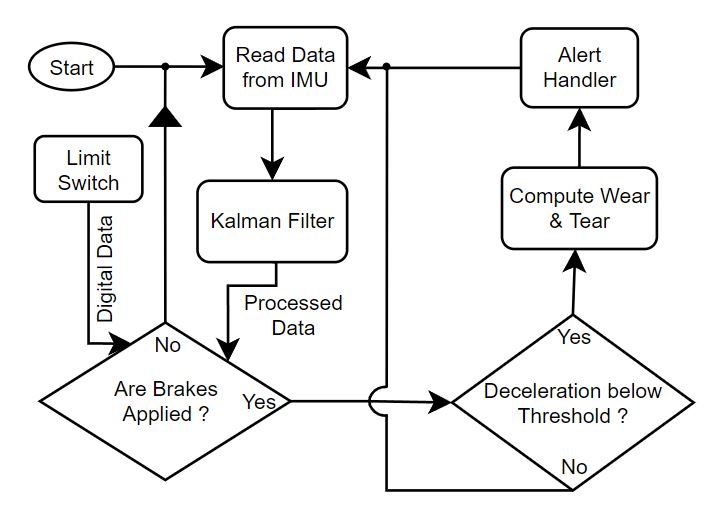 Start
Read Data
from IMU
Alert
Handler
Limit
Switch
Kalman Filter
Compute Wear
& Tear
Digital Data
Processed
Data
No
Are Brakes
Applied ?
Yes
Yes
Deceleration below
Threshold ?
No